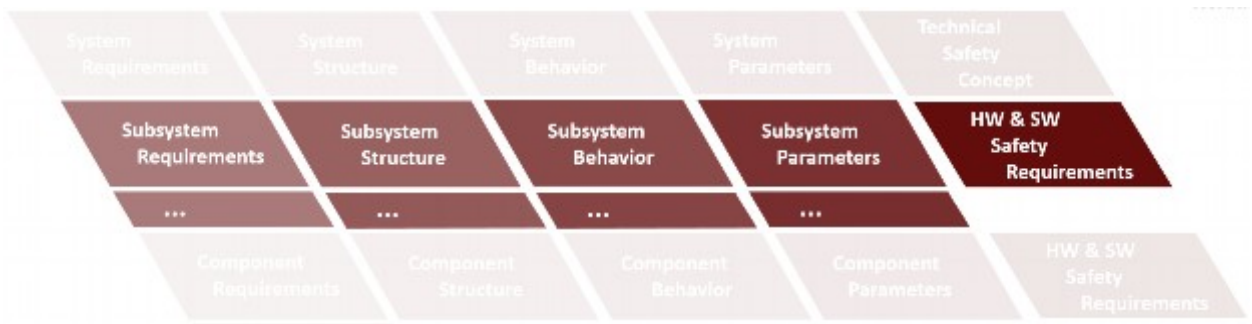 System
Requirements
System
Structure
System
Behavior
System
Parameters
Technical
Safety
Concept
Subsystem
Requirements
Subsystem
Structure
Subsystem
Behavior
Subsystem
Parameters
HW & SW
Safety
Requirements
...
...
...
...
Component
Requirements
Component
Structure
Component
Behavior
Component
Parameters
HW & SW
Safety
Requirements